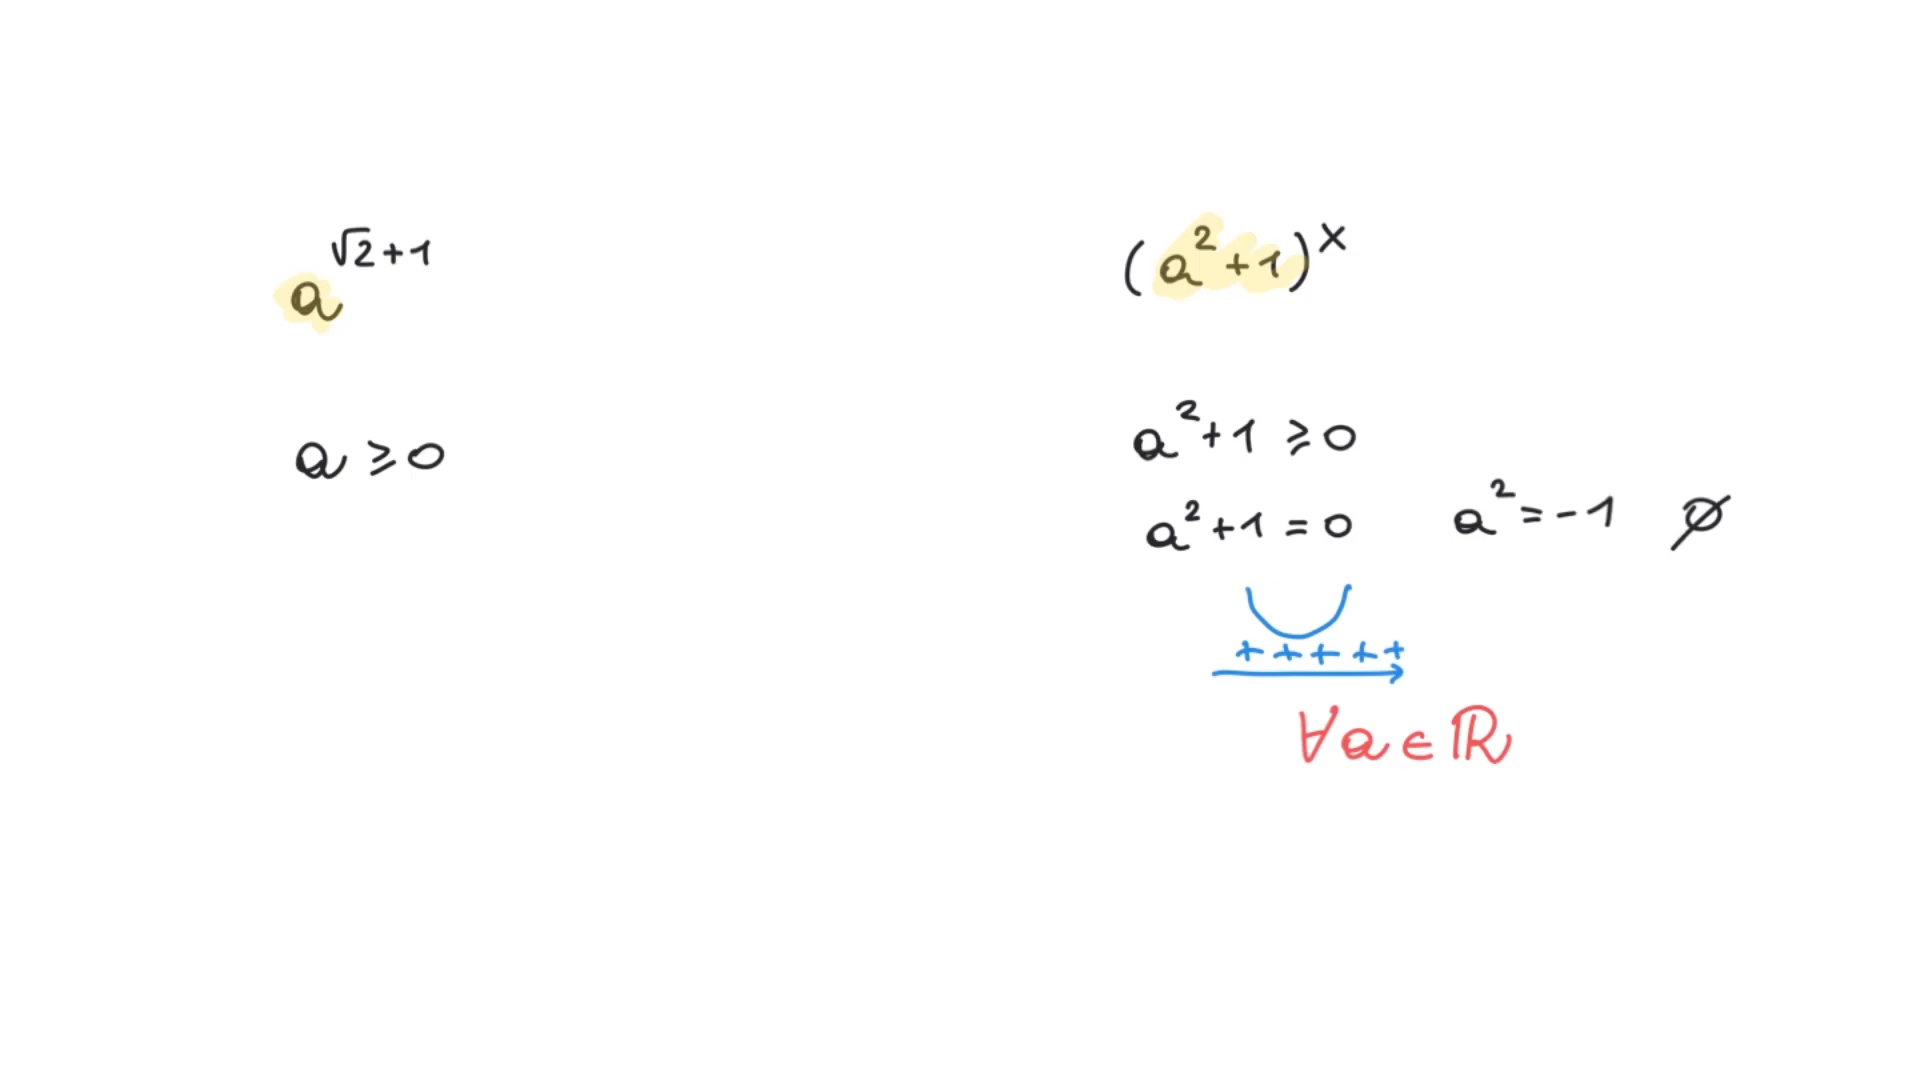 a^{√2+1}
a ≥ 0
(a²+1)^x
a²+1 ≥ 0
a²+1 = 0 a² = -1 ∅
+ + + + +
∀a∈ℝ